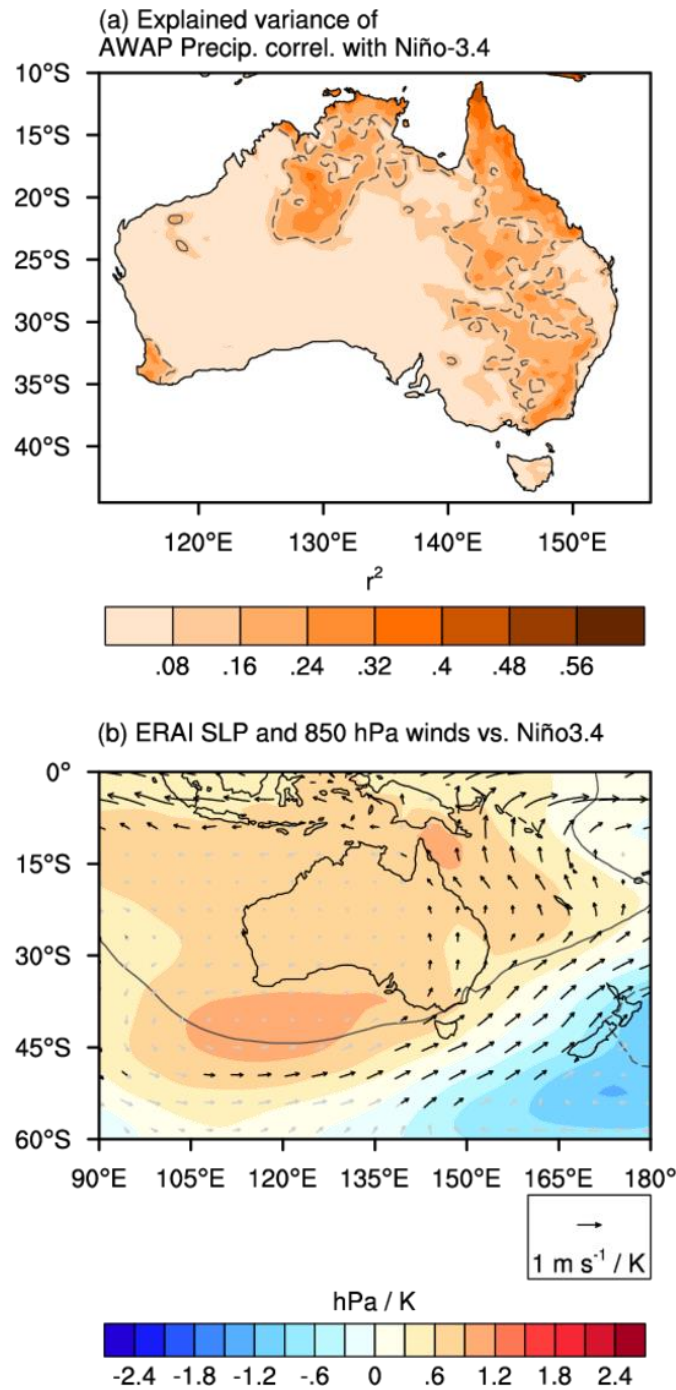 (a) Explained variance of
AWAP Precip. correl. with Niño-3.4
10°S
15°S
20°S
25°S
30°S
35°S
40°S
120°E 130°E 140°E 150°E
r²
.08 .16 .24 .32 .4 .48 .56
(b) ERAI SLP and 850 hPa winds vs. Niño3.4
0°
15°S
30°S
45°S
60°S
90°E 105°E 120°E 135°E 150°E 165°E 180°
1 m s⁻¹ / K
hPa / K
-2.4 -1.8 -1.2 -.6 0 .6 1.2 1.8 2.4